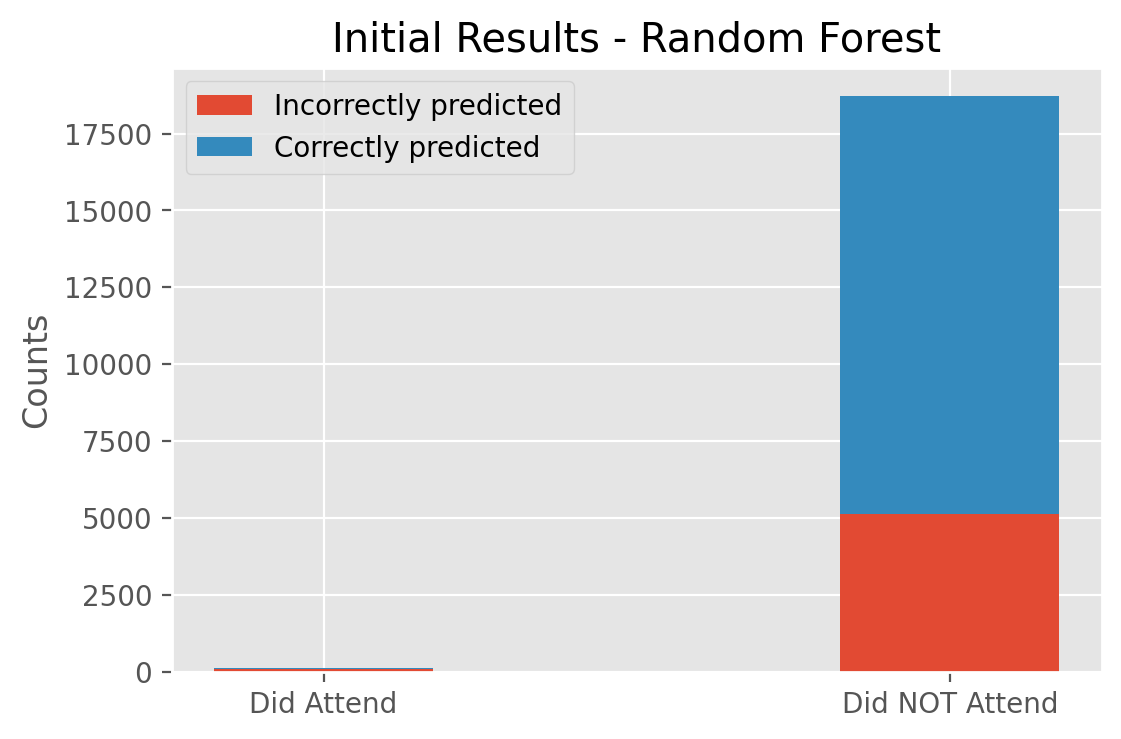 Initial Results - Random Forest
Incorrectly predicted
Correctly predicted
17500
15000
12500
10000
7500
5000
2500
0
Counts
Did Attend
Did NOT Attend